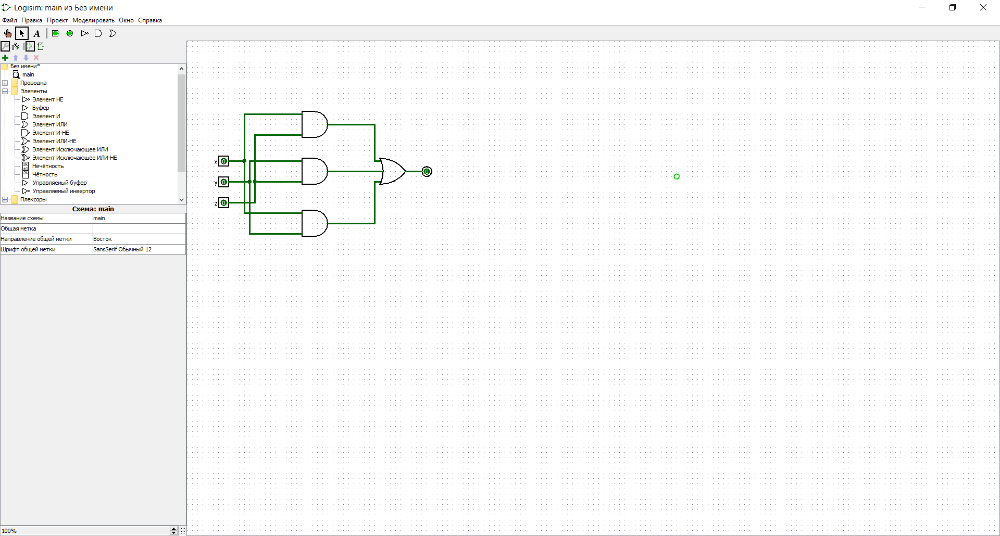 Logisim: main из Без имени
Файл Правка Проект Моделировать Окно Справка
A
Без имени*
main
Проводка
Элементы
Элемент НЕ
Буфер
Элемент И
Элемент ИЛИ
Элемент И-НЕ
Элемент ИЛИ-НЕ
Элемент Исключающее ИЛИ
Элемент Исключающее ИЛИ-НЕ
Нечётность
Чётность
Управляемый буфер
Управляемый инвертор
Плексоры
Схема: main
Название схемы main
Общая метка
Направление общей метки Восток
Шрифт общей метки SansSerif Обычный 12
100%
x 0
y 0
z 0
0